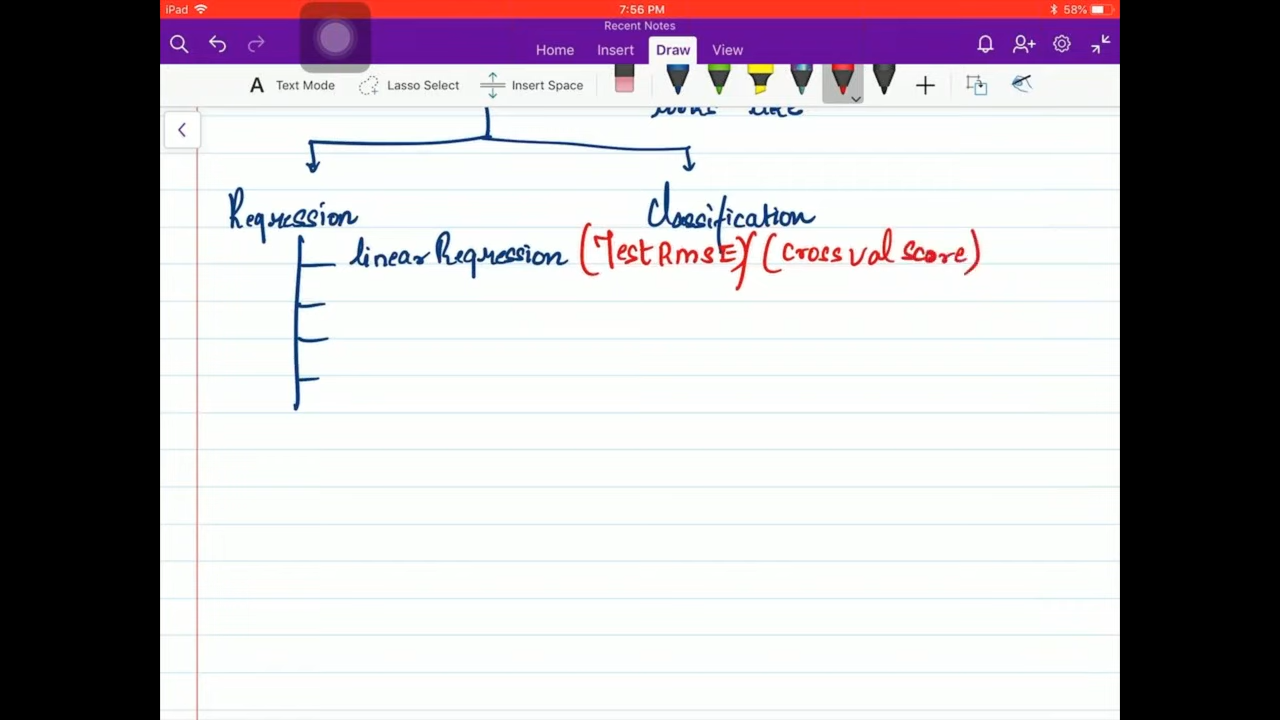 iPad 7:56 PM 58%
Recent Notes
Home Insert Draw View
A Text Mode Lasso Select Insert Space
Regression Classification
linear Regression (Test RmsE) / (cross val score)